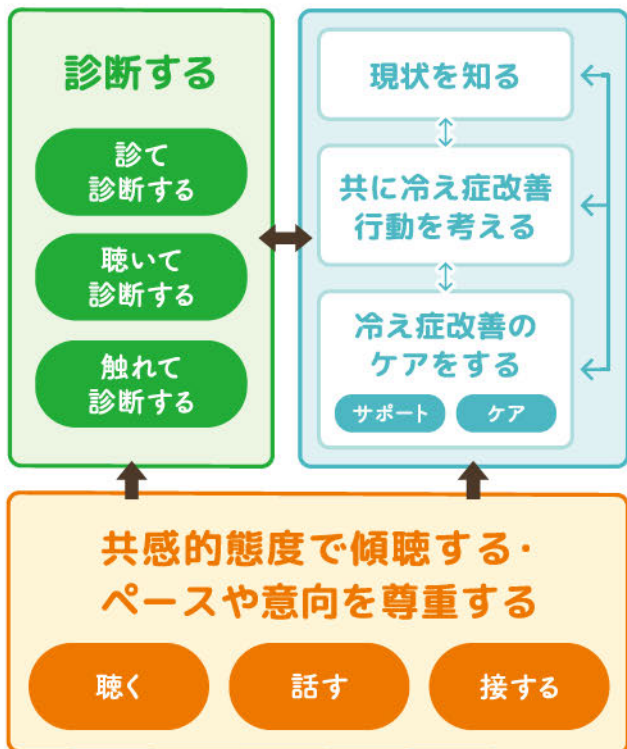 診断する
診て
診断する
聴いて
診断する
触れて
診断する
現状を知る
共に冷え症改善
行動を考える
冷え症改善の
ケアをする
サポート
ケア
共感的態度で傾聴する・
ペースや意向を尊重する
聴く
話す
接する